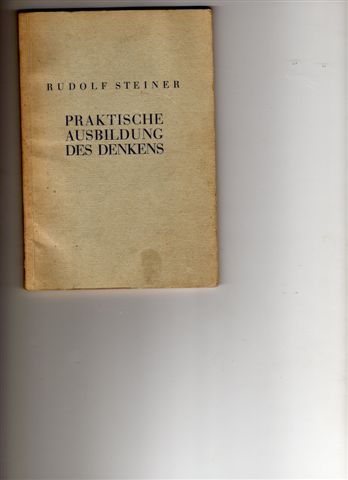 RUDOLF STEINER
PRAKTISCHE
AUSBILDUNG
DES DENKENS